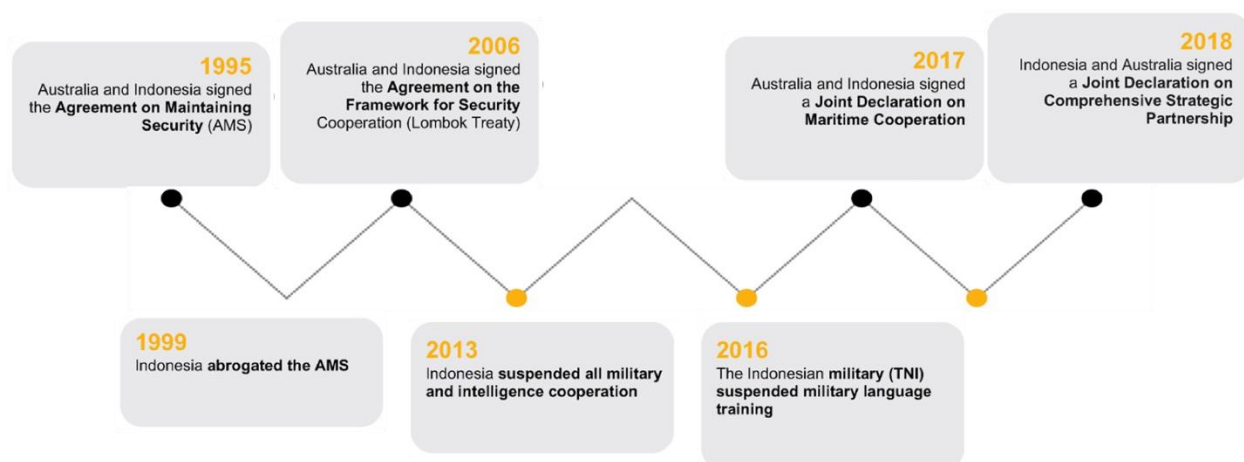 1995
Australia and Indonesia signed
the Agreement on Maintaining
Security (AMS)
2006
Australia and Indonesia signed
the Agreement on the
Framework for Security
Cooperation (Lombok Treaty)
2017
Australia and Indonesia signed
a Joint Declaration on
Maritime Cooperation
2018
Indonesia and Australia signed
a Joint Declaration on
Comprehensive Strategic
Partnership
1999
Indonesia abrogated the AMS
2013
Indonesia suspended all military
and intelligence cooperation
2016
The Indonesian military (TNI)
suspended military language
training